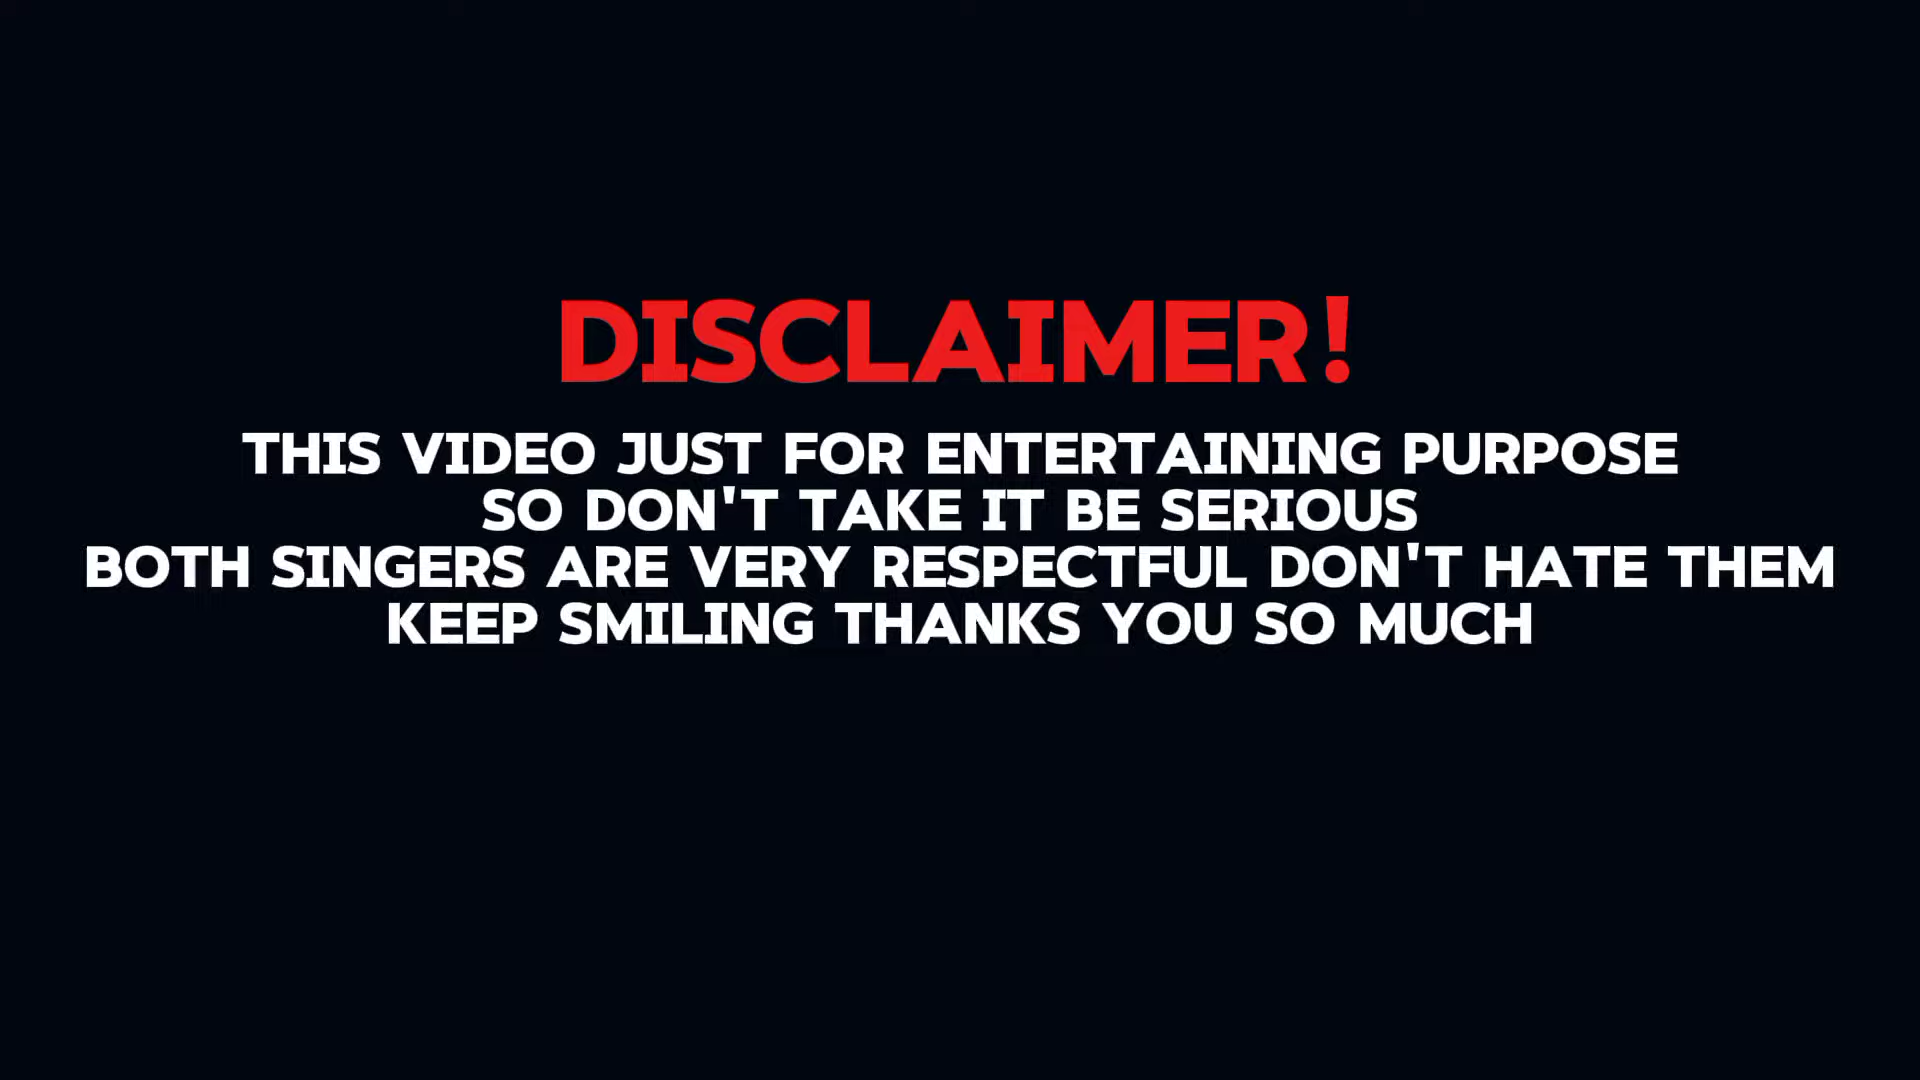 DISCLAIMER!
THIS VIDEO JUST FOR ENTERTAINING PURPOSE
SO DON'T TAKE IT BE SERIOUS
BOTH SINGERS ARE VERY RESPECTFUL DON'T HATE THEM
KEEP SMILING THANKS YOU SO MUCH